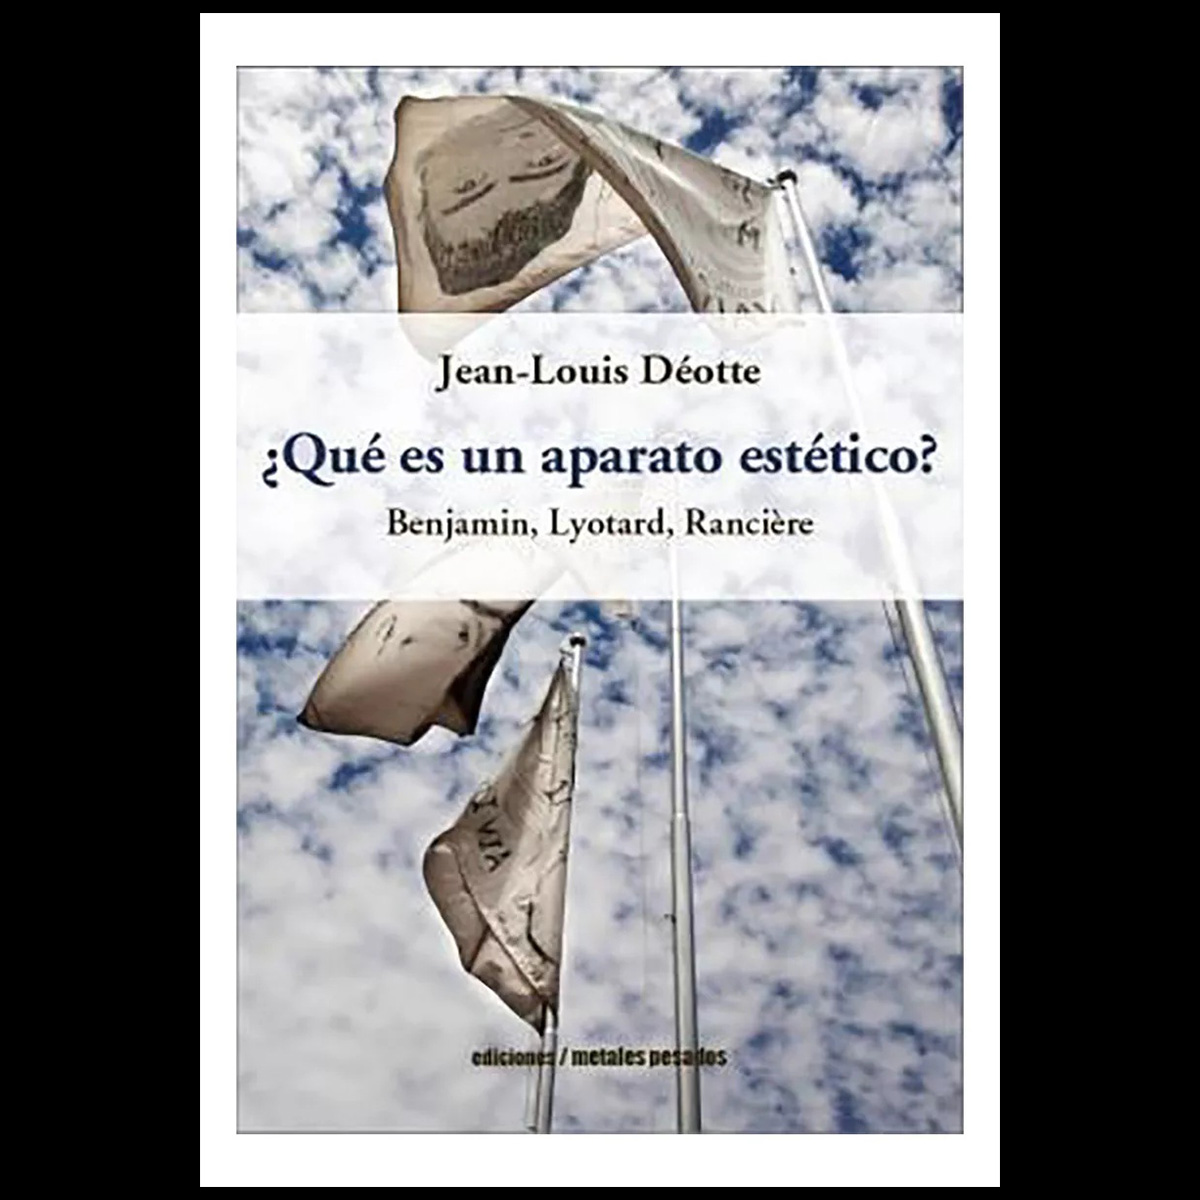 Jean-Louis Déotte
¿Qué es un aparato estético?
Benjamin, Lyotard, Rancière
ediciones / metales pesados